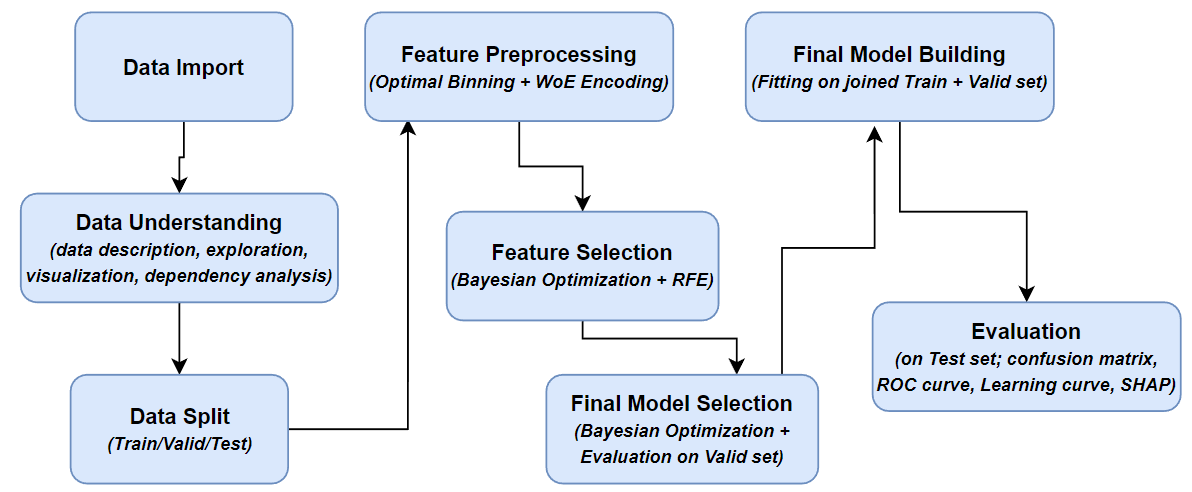 Data Import
Data Understanding
(data description, exploration,
visualization, dependency analysis)
Data Split
(Train/Valid/Test)
Feature Preprocessing
(Optimal Binning + WoE Encoding)
Feature Selection
(Bayesian Optimization + RFE)
Final Model Selection
(Bayesian Optimization +
Evaluation on Valid set)
Final Model Building
(Fitting on joined Train + Valid set)
Evaluation
(on Test set; confusion matrix,
ROC curve, Learning curve, SHAP)